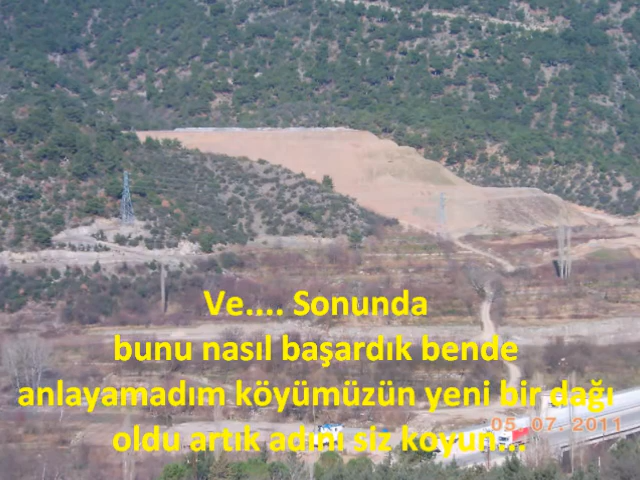 Ve.... Sonunda
bunu nasıl başardık bende
anlayamadım köyümüzün yeni bir dağı
oldu artık adını siz koyun...
05.07.2011